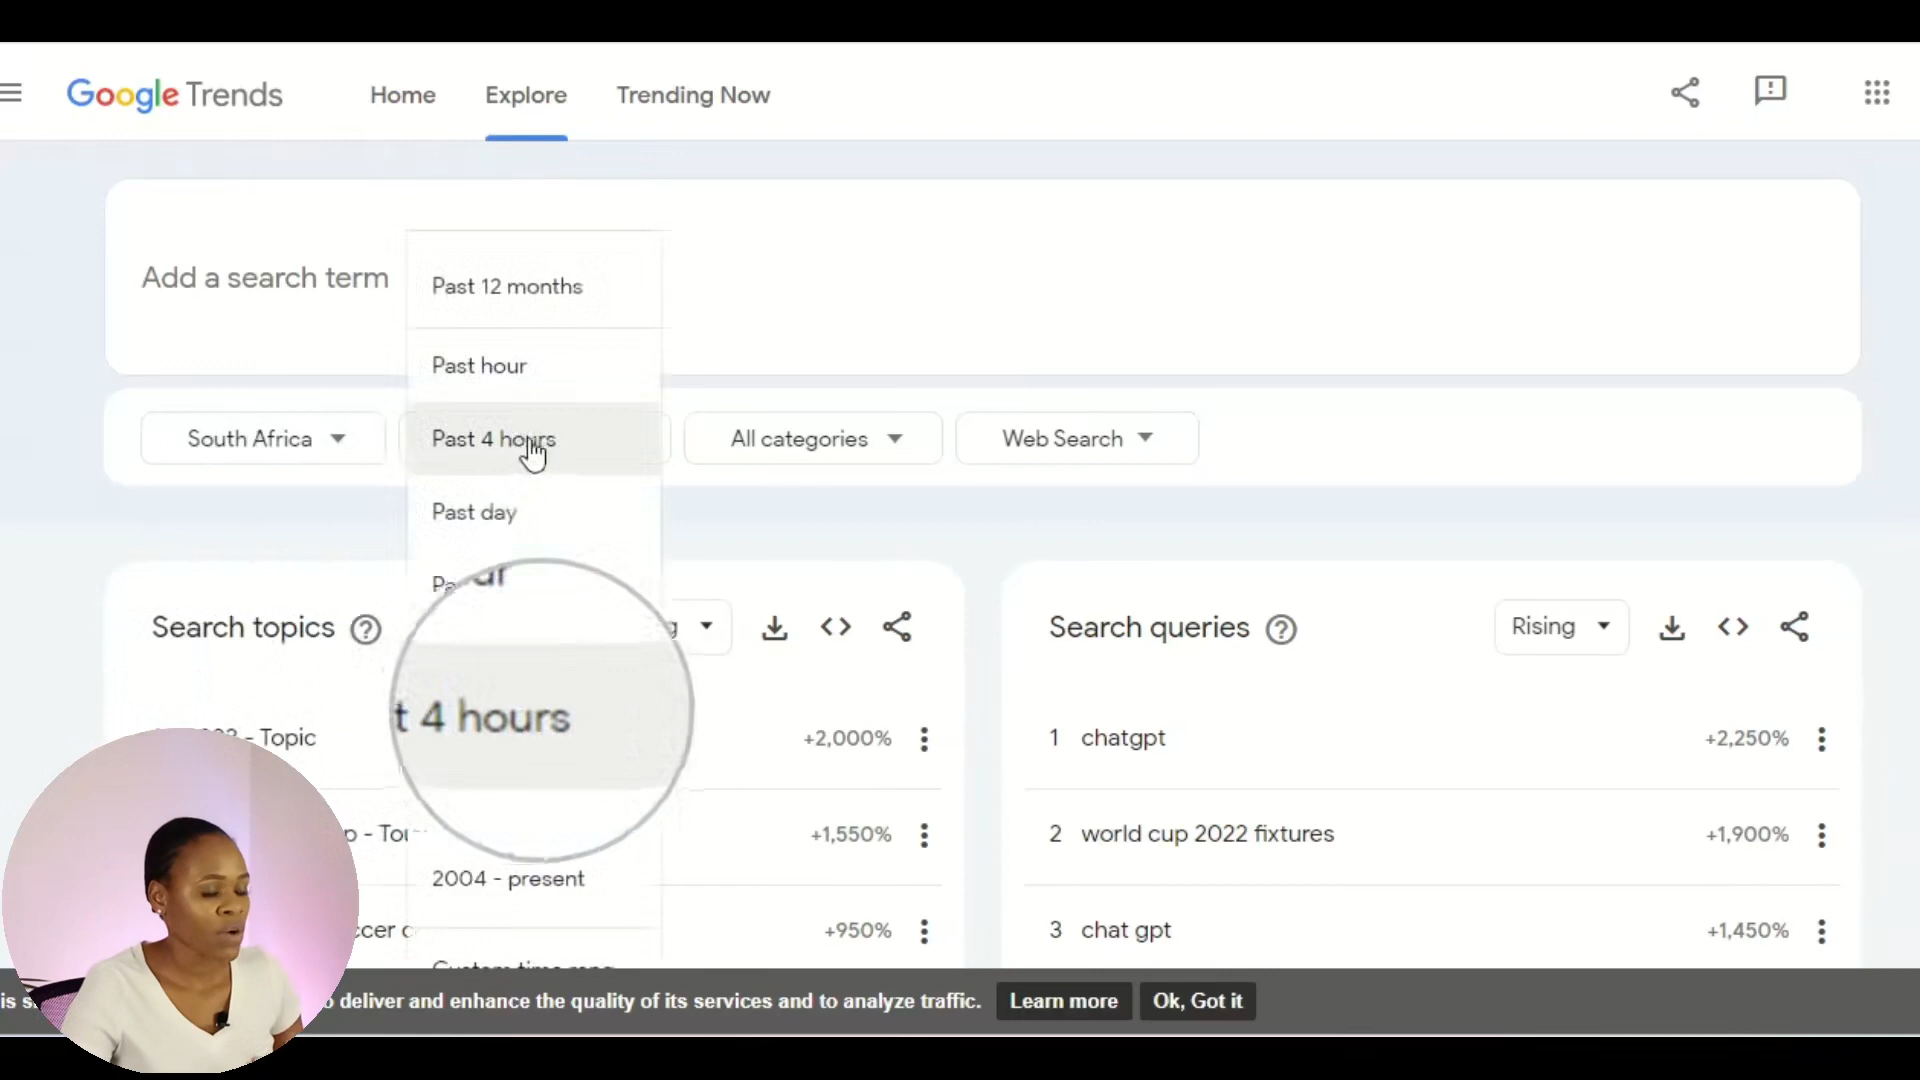 Google Trends Home Explore Trending Now
Add a search term
Past 12 months
Past hour
South Africa Past 4 hours All categories Web Search
Past day
Search topics Search queries Rising
t 4 hours
- Topic +2,000% 1 chatgpt +2,250%
+1,550% 2 world cup 2022 fixtures +1,900%
2004 - present
+950% 3 chat gpt +1,450%
deliver and enhance the quality of its services and to analyze traffic. Learn more Ok, Got it